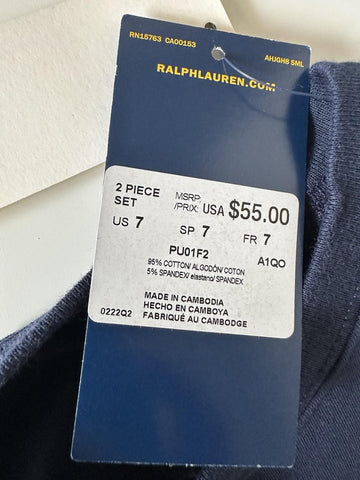 RN15763 CA00153
AHJGHB SML
RALPHLAUREN.COM
2 PIECE SET
MSRP: /PRIX: USA $55.00
US 7 SP 7 FR 7
PU01F2
A1QO
95% COTTON/ ALGODÓN/ COTON
5% SPANDEX/ elastano/ SPANDEX
MADE IN CAMBODIA
HECHO EN CAMBOYA
0222Q2 FABRIQUÉ AU CAMBODGE